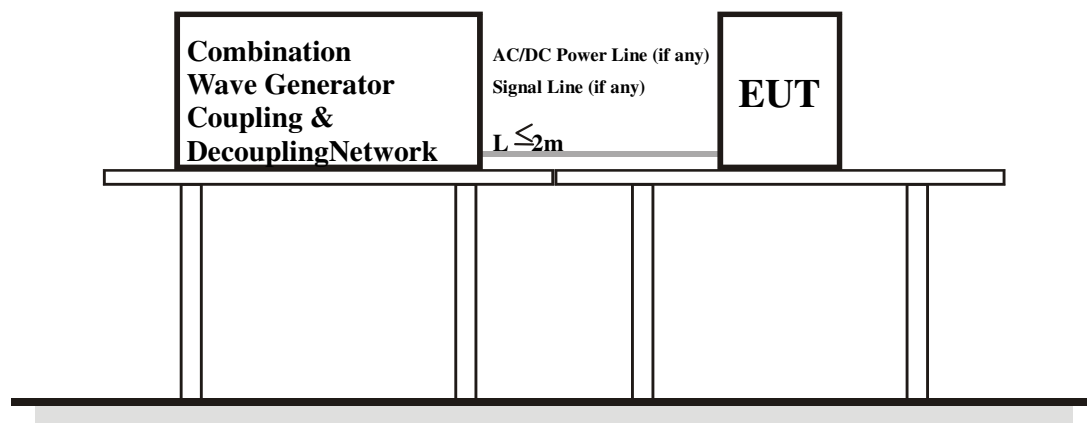 Combination
Wave Generator
Coupling &
DecouplingNetwork
AC/DC Power Line (if any)
Signal Line (if any)
L ≤2m
EUT